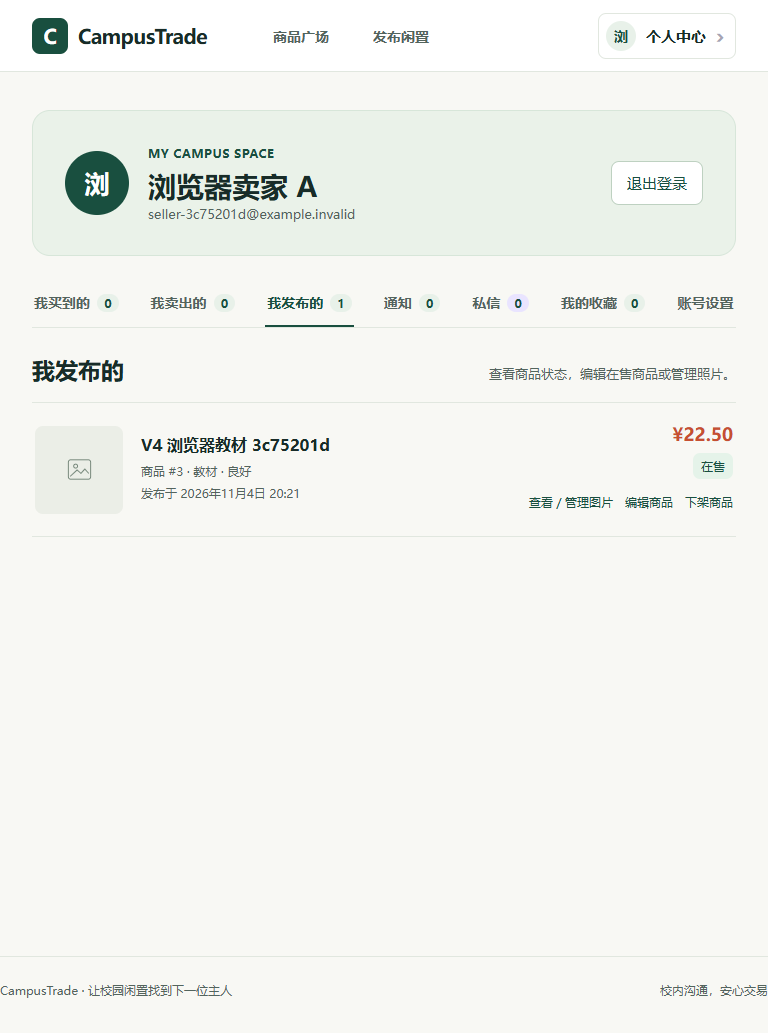 C CampusTrade 商品广场 发布闲置 浏 个人中心 ›
浏
MY CAMPUS SPACE
浏览器卖家 A
seller-3c75201d@example.invalid
退出登录
我买到的 0 我卖出的 0 我发布的 1 通知 0 私信 0 我的收藏 0 账号设置
我发布的
查看商品状态，编辑在售商品或管理照片。
V4 浏览器教材 3c75201d
商品 #3 · 教材 · 良好
发布于 2026年11月4日 20:21
¥22.50
在售
查看 / 管理图片 编辑商品 下架商品
CampusTrade · 让校园闲置找到下一位主人
校内沟通，安心交易